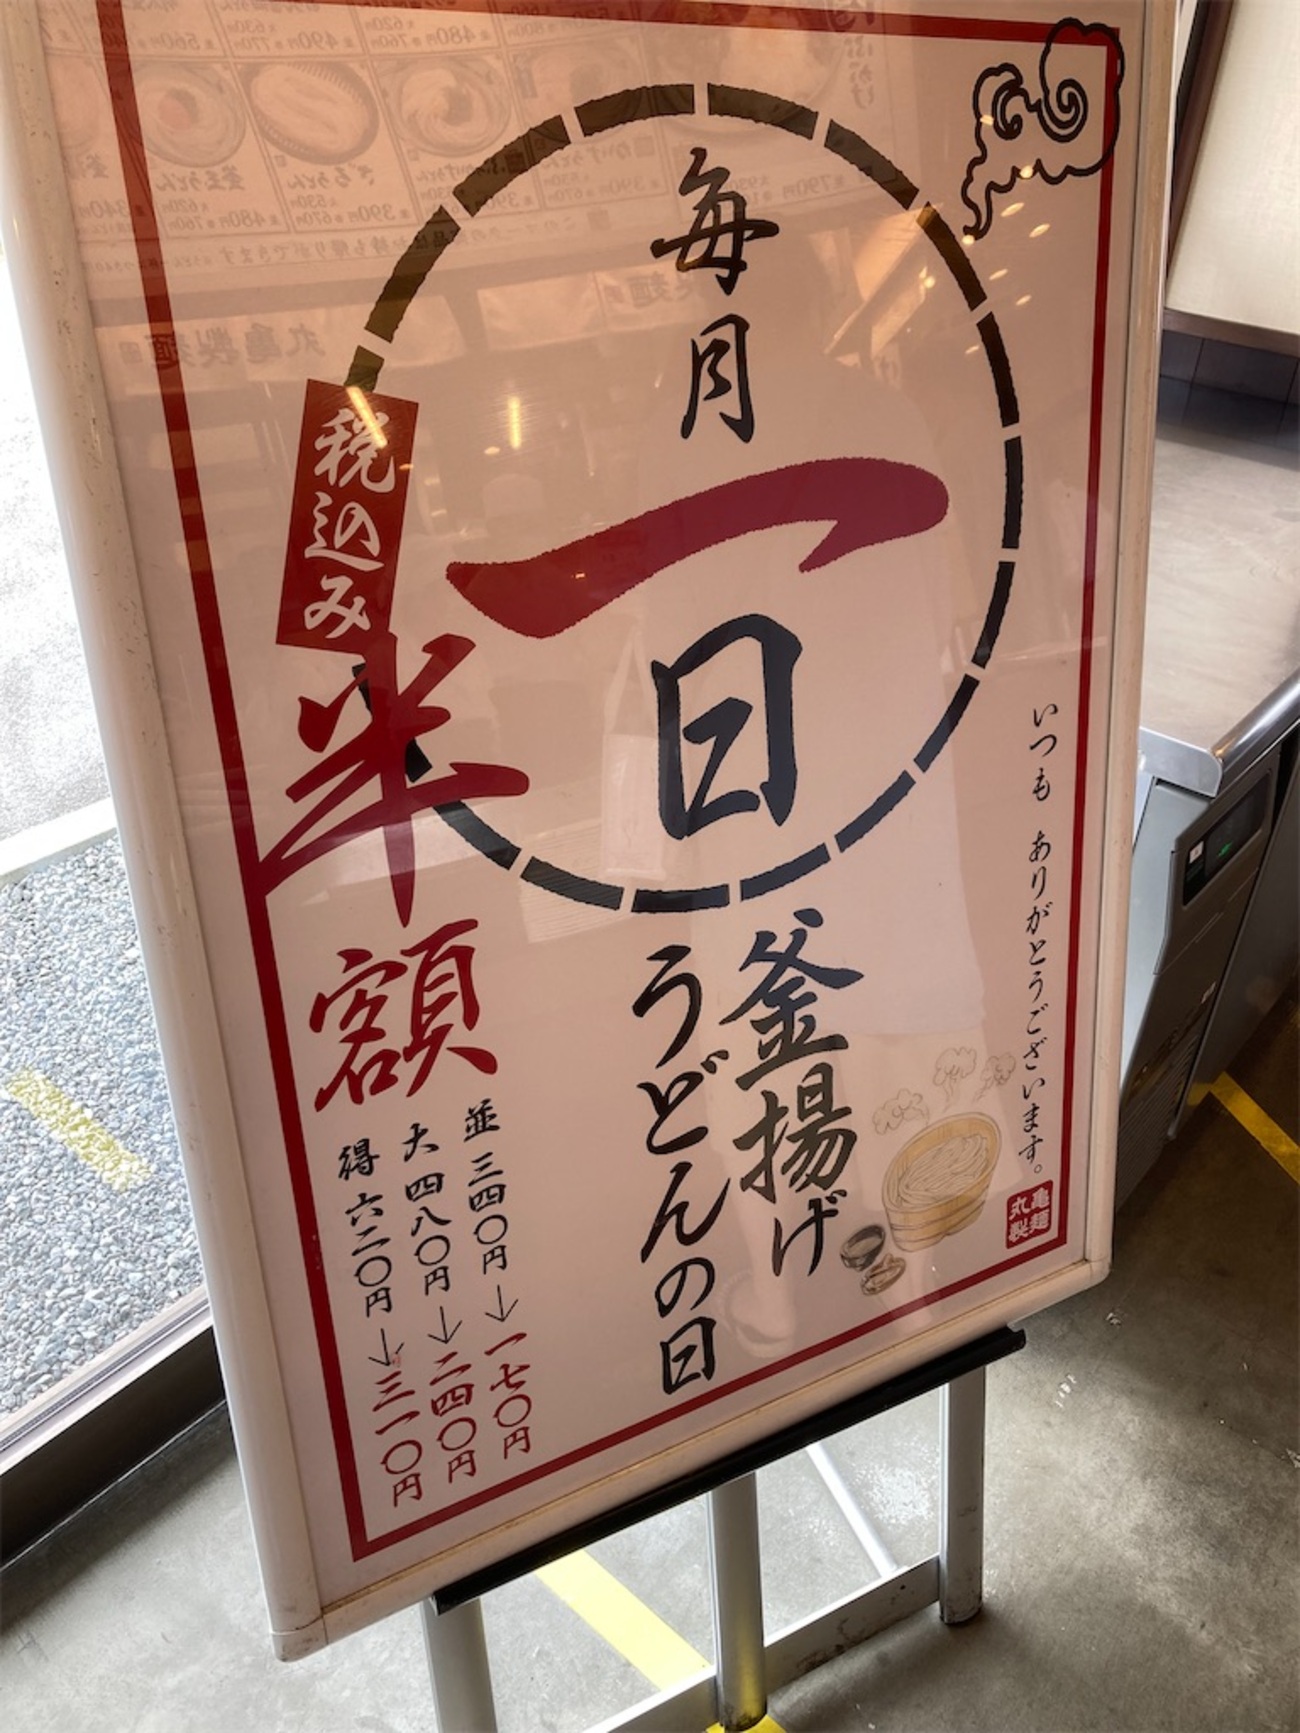 毎月
一
日
釜揚げ
うどんの日
税込み
半額
並 三四〇円→一七〇円
大 四八〇円→二四〇円
得 六二〇円→三一〇円
いつも ありがとうございます。
丸亀
製麺